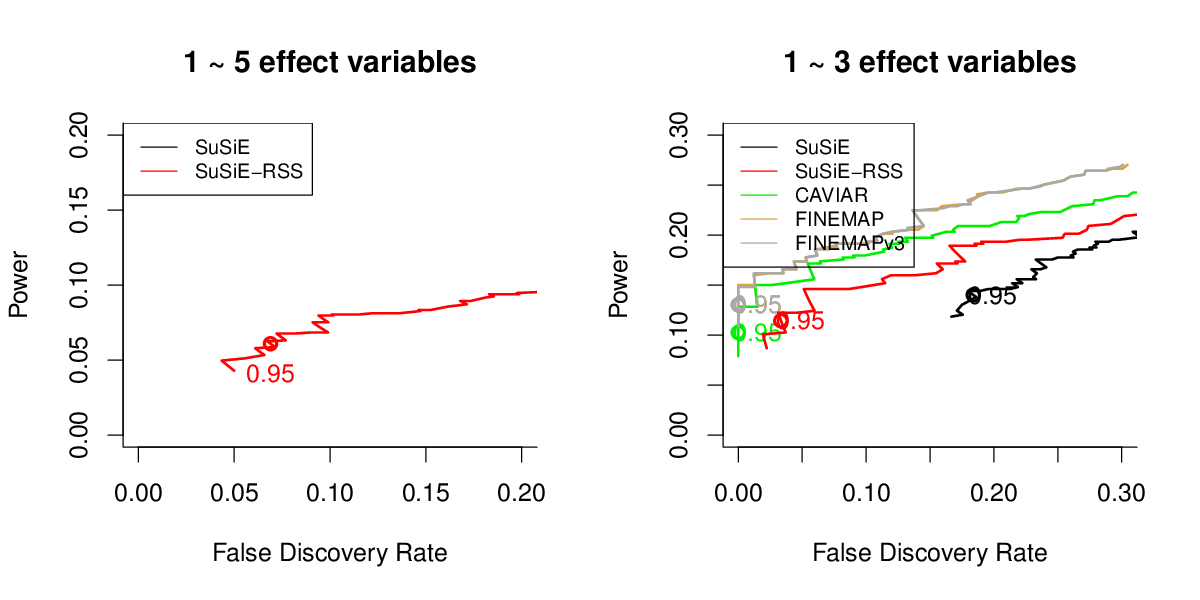 1 ~ 5 effect variables
SuSiE
SuSiE−RSS
0.95
0.00 0.05 0.10 0.15 0.20
Power
0.00 0.05 0.10 0.15 0.20
False Discovery Rate
1 ~ 3 effect variables
SuSiE
SuSiE−RSS
CAVIAR
FINEMAP
FINEMAPv3
0.95
0.95
0.95
0.95
0.00 0.10 0.20 0.30
Power
0.00 0.10 0.20 0.30
False Discovery Rate